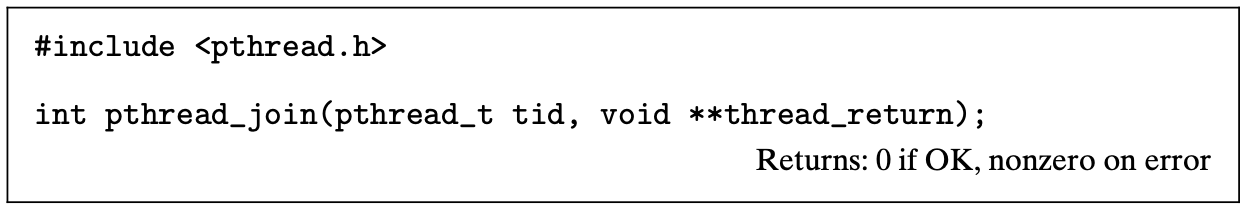 #include <pthread.h>
int pthread_join(pthread_t tid, void **thread_return);
Returns: 0 if OK, nonzero on error